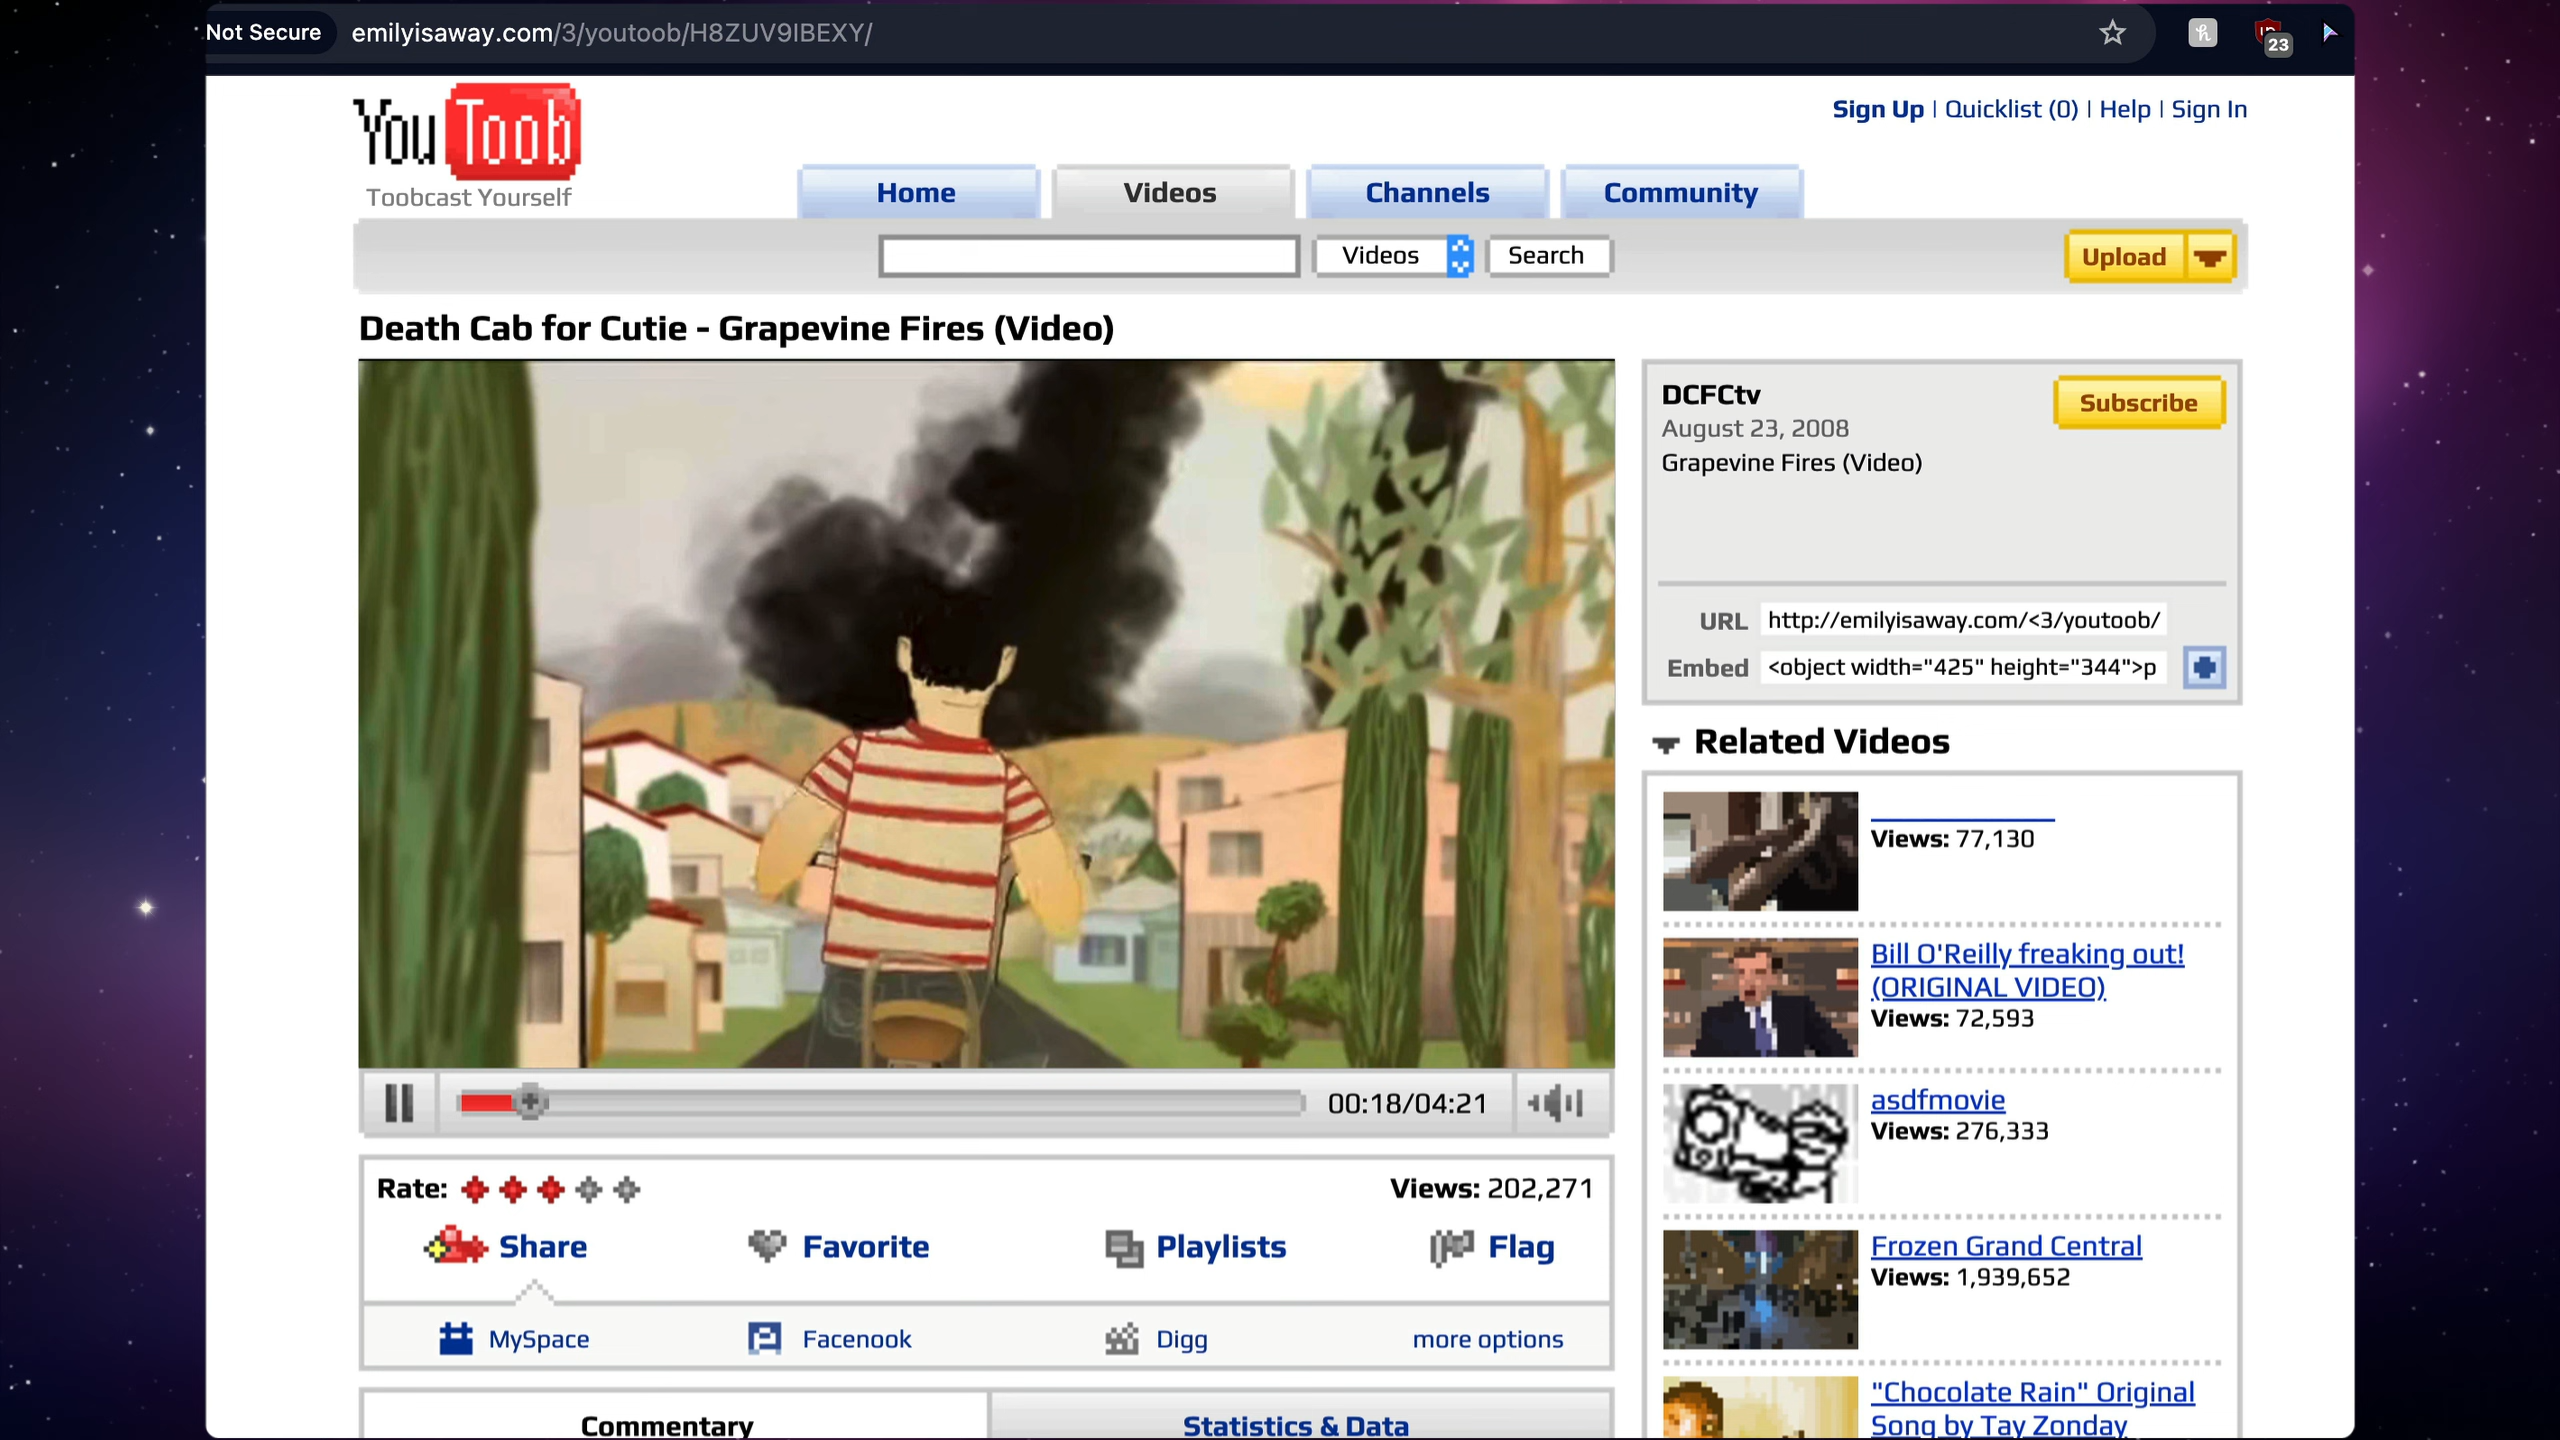 Not Secure emilyisaway.com/3/youtoob/H8ZUV9IBEXY/
23
You Toob
Toobcast Yourself
Sign Up | Quicklist (0) | Help | Sign In
Home Videos Channels Community
Videos Search Upload
Death Cab for Cutie - Grapevine Fires (Video)
DCFCtv
Subscribe
August 23, 2008
Grapevine Fires (Video)
URL http://emilyisaway.com/<3/youtoob/
Embed <object width="425" height="344">p
Related Videos
Views: 77,130
Bill O'Reilly freaking out!
(ORIGINAL VIDEO)
Views: 72,593
asdfmovie
Views: 276,333
Frozen Grand Central
Views: 1,939,652
"Chocolate Rain" Original
Song by Tay Zonday
00:18/04:21
Rate: Views: 202,271
Share Favorite Playlists Flag
MySpace Facenook Digg more options
Commentary Statistics & Data